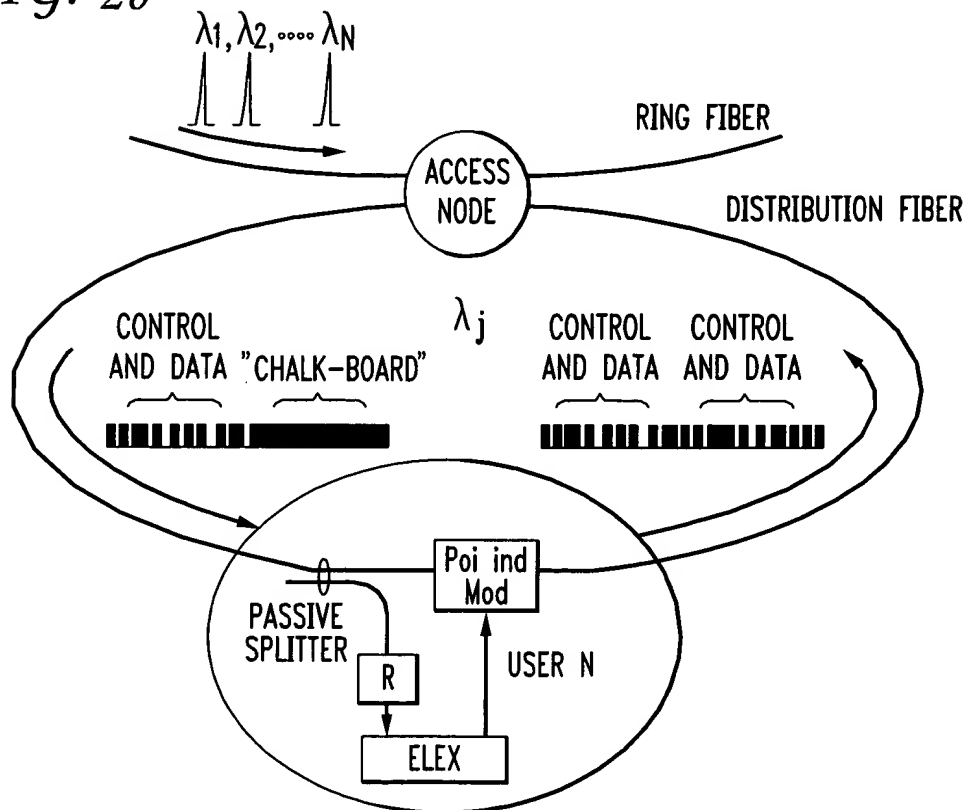 λ1, λ2, ∘∘∘∘ λN
RING FIBER
ACCESS
NODE
DISTRIBUTION FIBER
λj
CONTROL
AND DATA "CHALK-BOARD"
CONTROL CONTROL
AND DATA AND DATA
Poi ind
Mod
PASSIVE
SPLITTER
USER N
R
ELEX